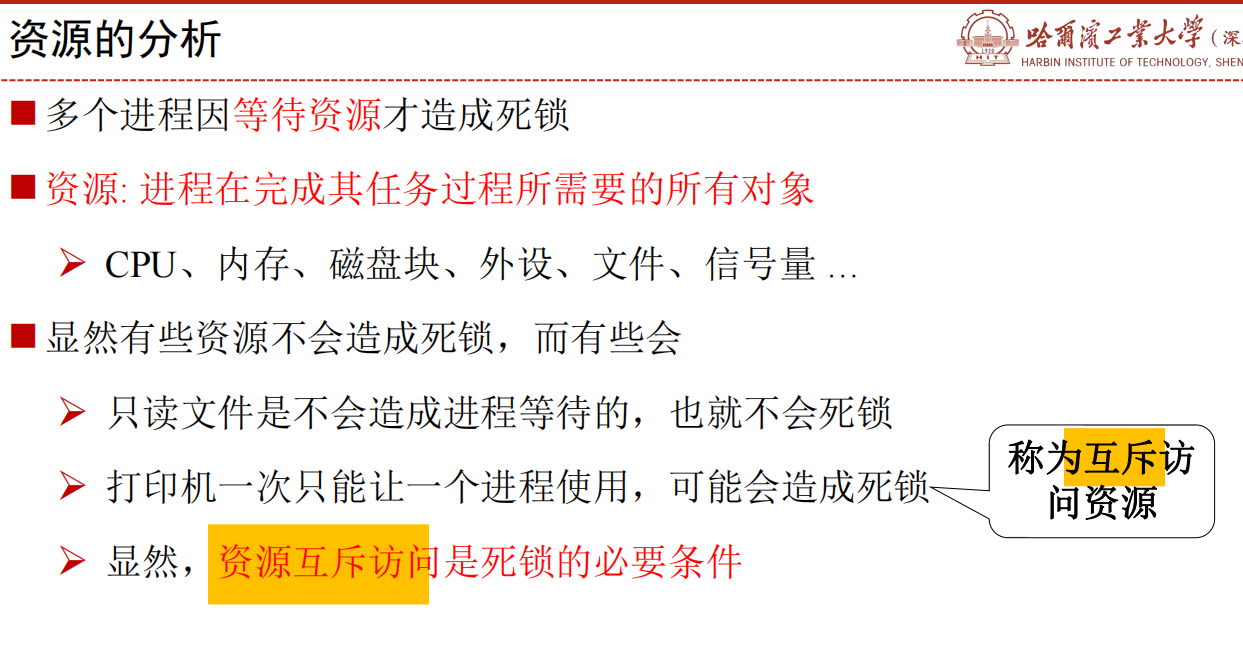 资源的分析
哈爾濱工業大學(深
HARBIN INSTITUTE OF TECHNOLOGY, SHEN
1920
HIT
多个进程因等待资源才造成死锁
资源: 进程在完成其任务过程所需要的所有对象
CPU、内存、磁盘块、外设、文件、信号量 ...
显然有些资源不会造成死锁，而有些会
只读文件是不会造成进程等待的，也就不会死锁
打印机一次只能让一个进程使用，可能会造成死锁
称为互斥访
问资源
显然，资源互斥访问是死锁的必要条件